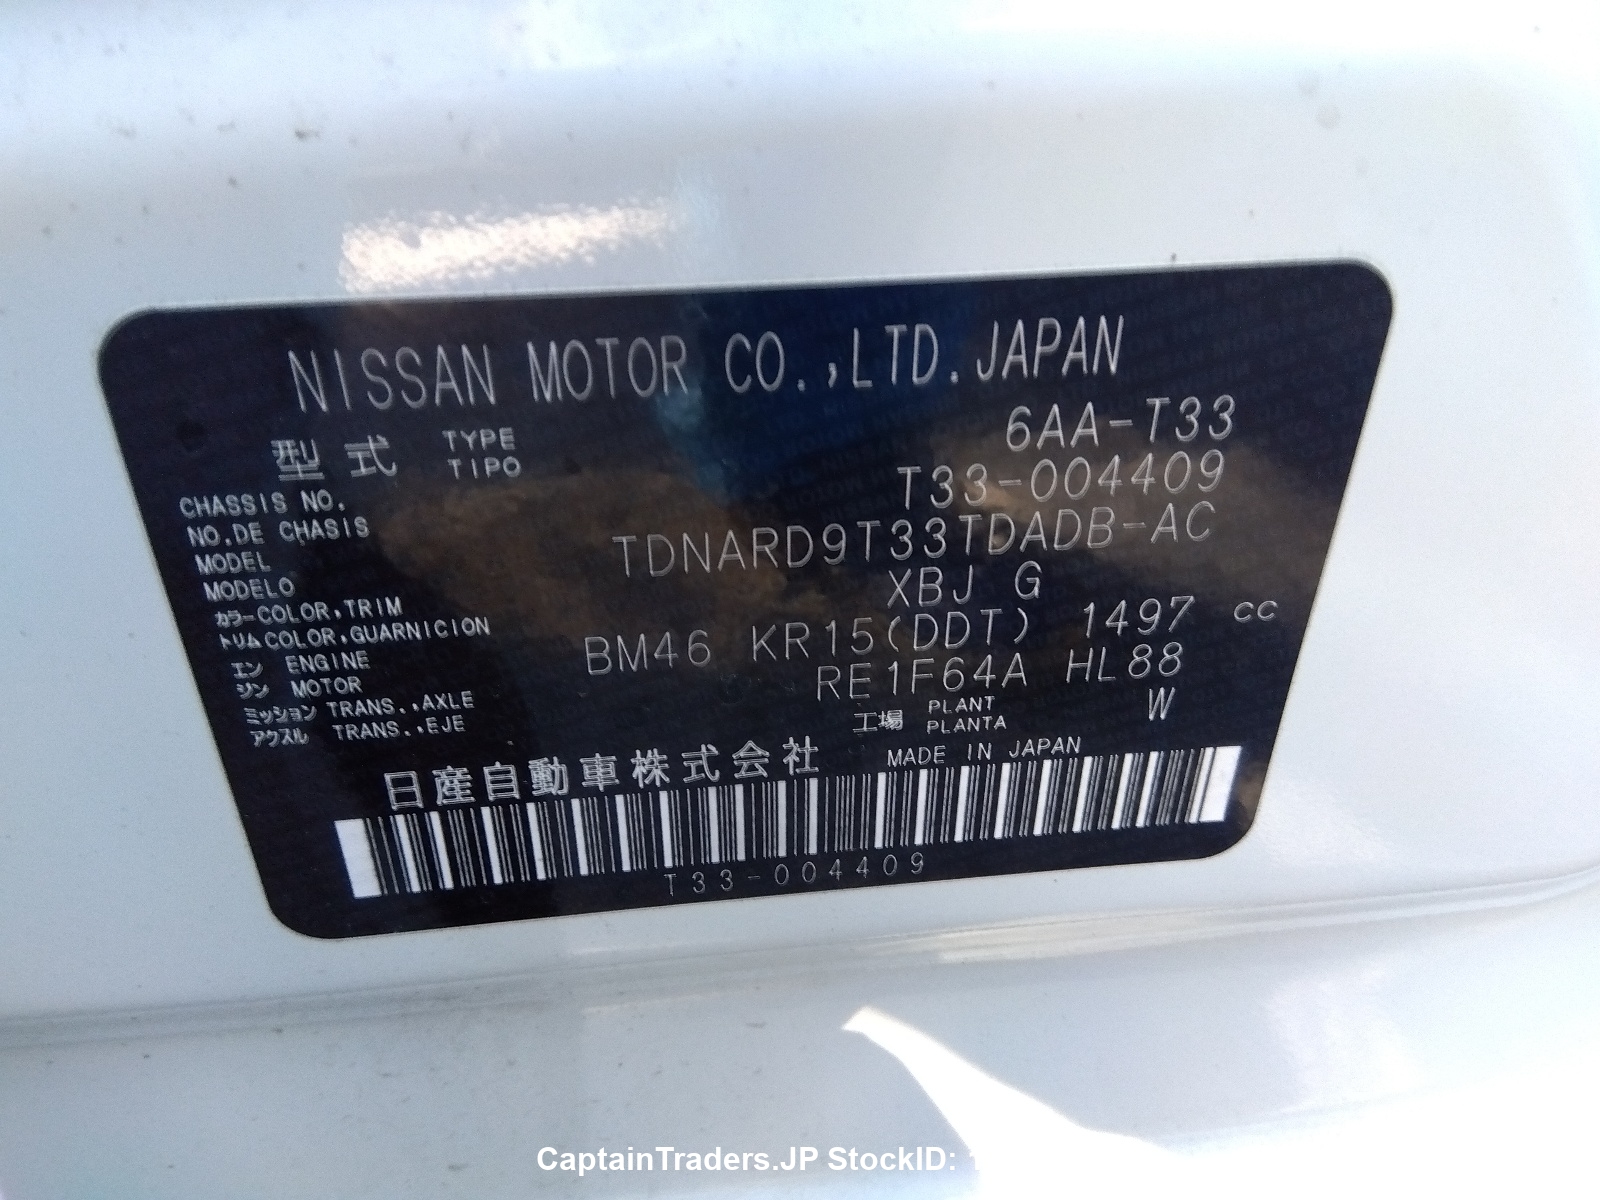 NISSAN MOTOR CO.,LTD.JAPAN
型式 TYPE TIPO 6AA-T33
CHASSIS NO.
NO.DE CHASIS T33-004409
MODEL
MODELO TDNARD9T33TDADB-AC
カラー COLOR,TRIM
トリム COLOR,GUARNICION XBJ G
エンジン ENGINE MOTOR BM46 KR15(DDT) 1497 cc
ミッション TRANS.,AXLE
アクスル TRANS.,EJE RE1F64A HL88
工場 PLANT PLANTA W
日産自動車株式会社 MADE IN JAPAN
T33-004409
CaptainTraders.JP StockID: